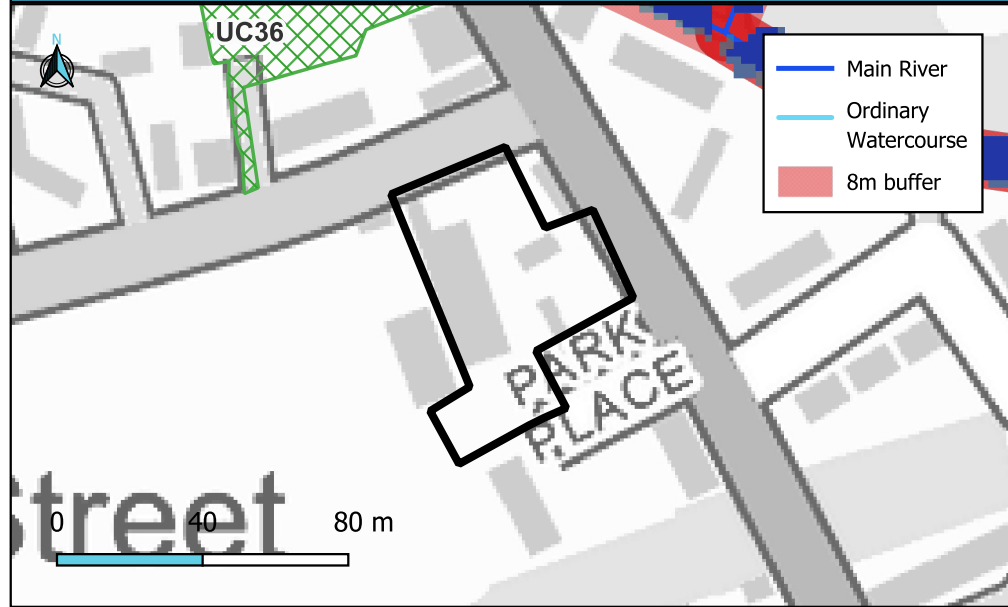 UC36
N
Main River
Ordinary
Watercourse
8m buffer
PARK
PLACE
Street
0 40 80 m